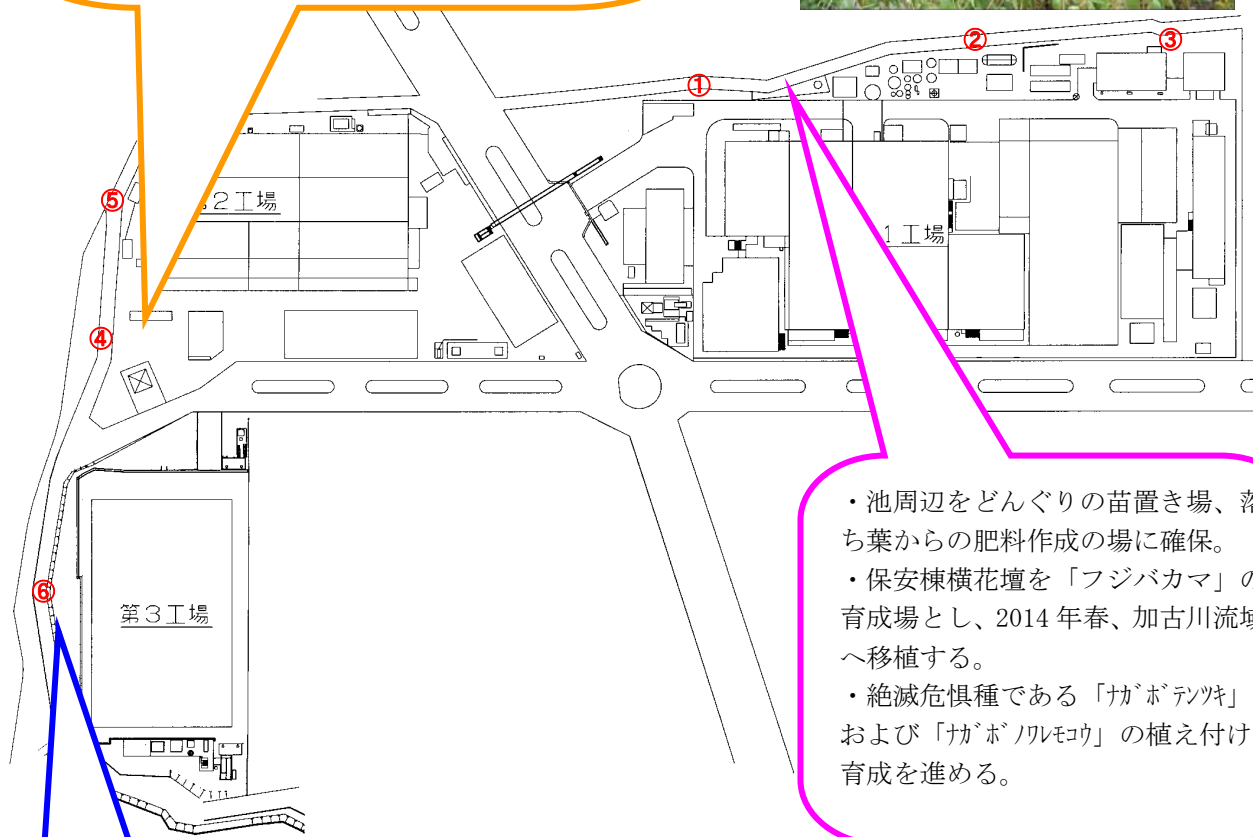 ②
③
①
⑤
2工場
1工場
④
・池周辺をどんぐりの苗置き場、落
ち葉からの肥料作成の場に確保。
・保安棟横花壇を「フジバカマ」の
育成場とし、2014年春、加古川流域
へ移植する。
・絶滅危惧種である「ﾅｶﾞﾎﾞﾃﾝﾂｷ」
および「ﾅｶﾞﾎﾞﾉﾜﾚﾓｺｳ」の植え付け
育成を進める。
⑥
第3工場